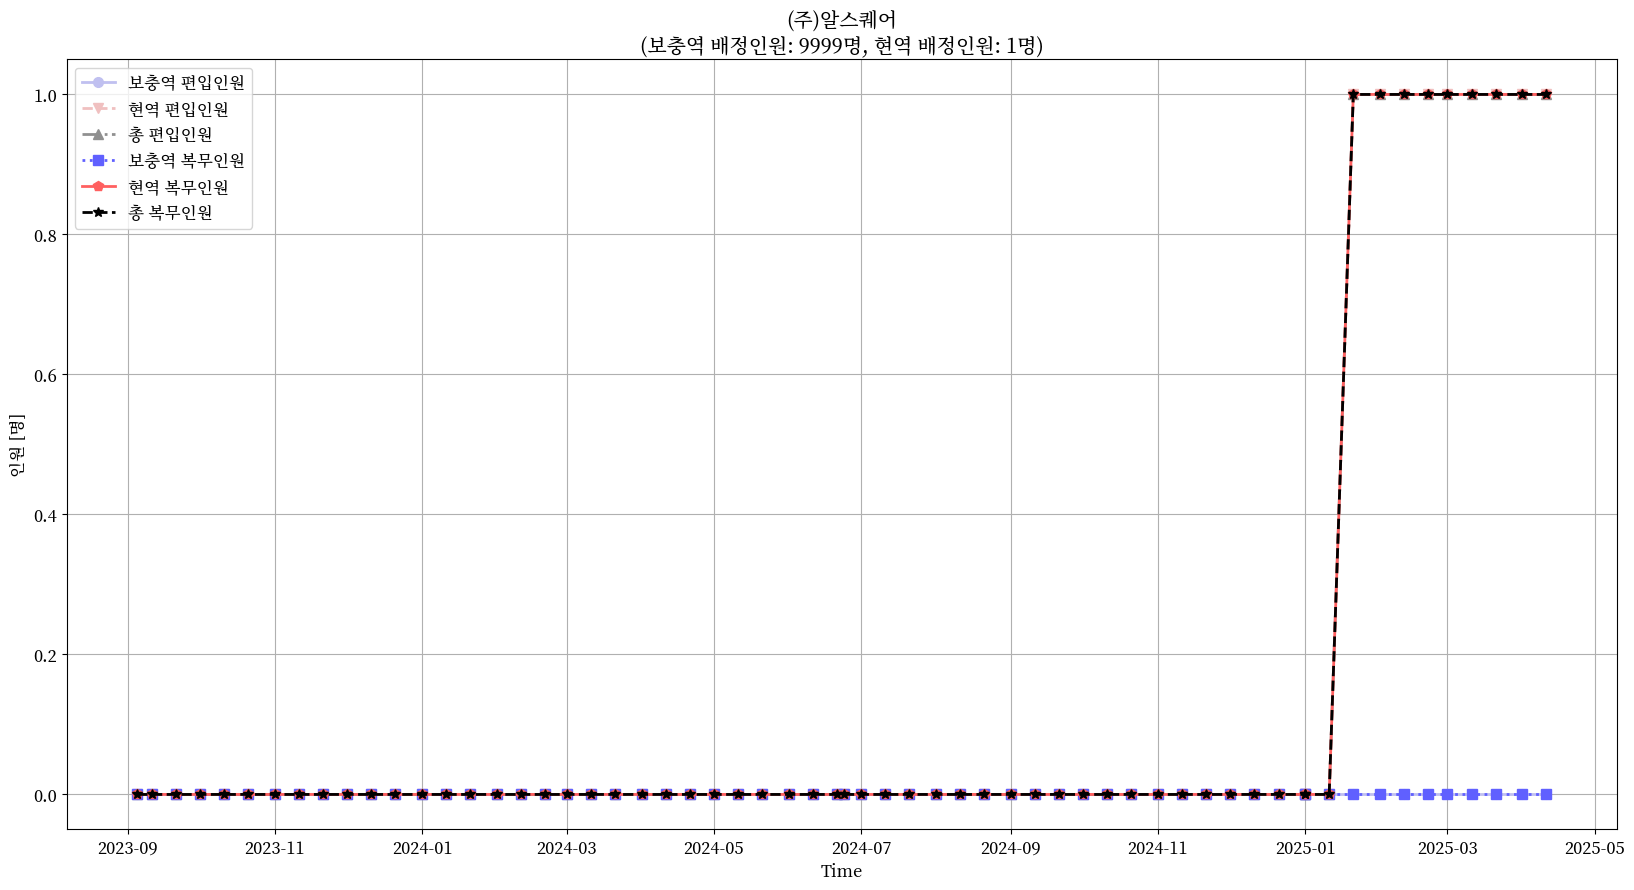 (주)알스퀘어
(보충역 배정인원: 9999명, 현역 배정인원: 1명)
보충역 편입인원
현역 편입인원
총 편입인원
보충역 복무인원
현역 복무인원
총 복무인원
인원 [명]
1.0
0.8
0.6
0.4
0.2
0.0
2023-09 2023-11 2024-01 2024-03 2024-05 2024-07 2024-09 2024-11 2025-01 2025-03 2025-05
Time